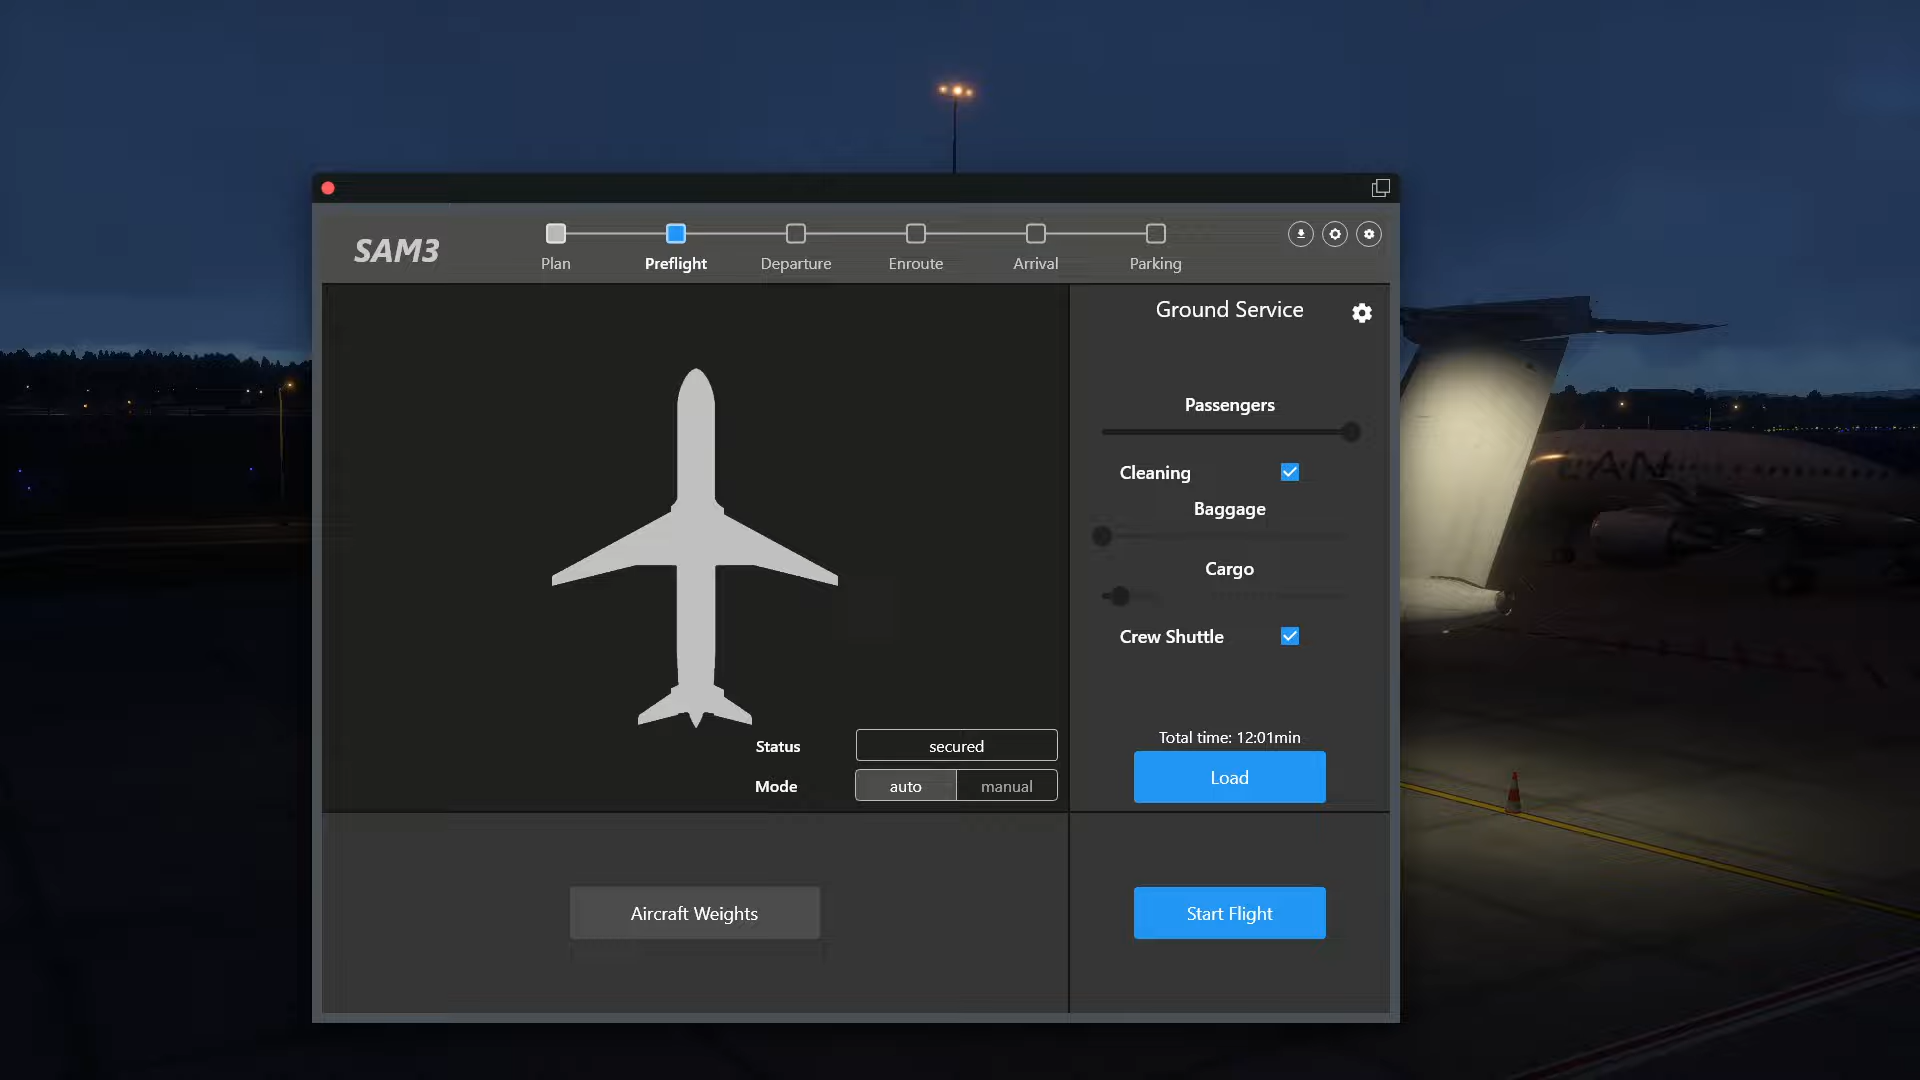 SAM3
Plan
Preflight
Departure
Enroute
Arrival
Parking
Ground Service
Passengers
Cleaning
Baggage
Cargo
Crew Shuttle
Status
secured
Mode
auto
manual
Total time: 12:01min
Load
Aircraft Weights
Start Flight